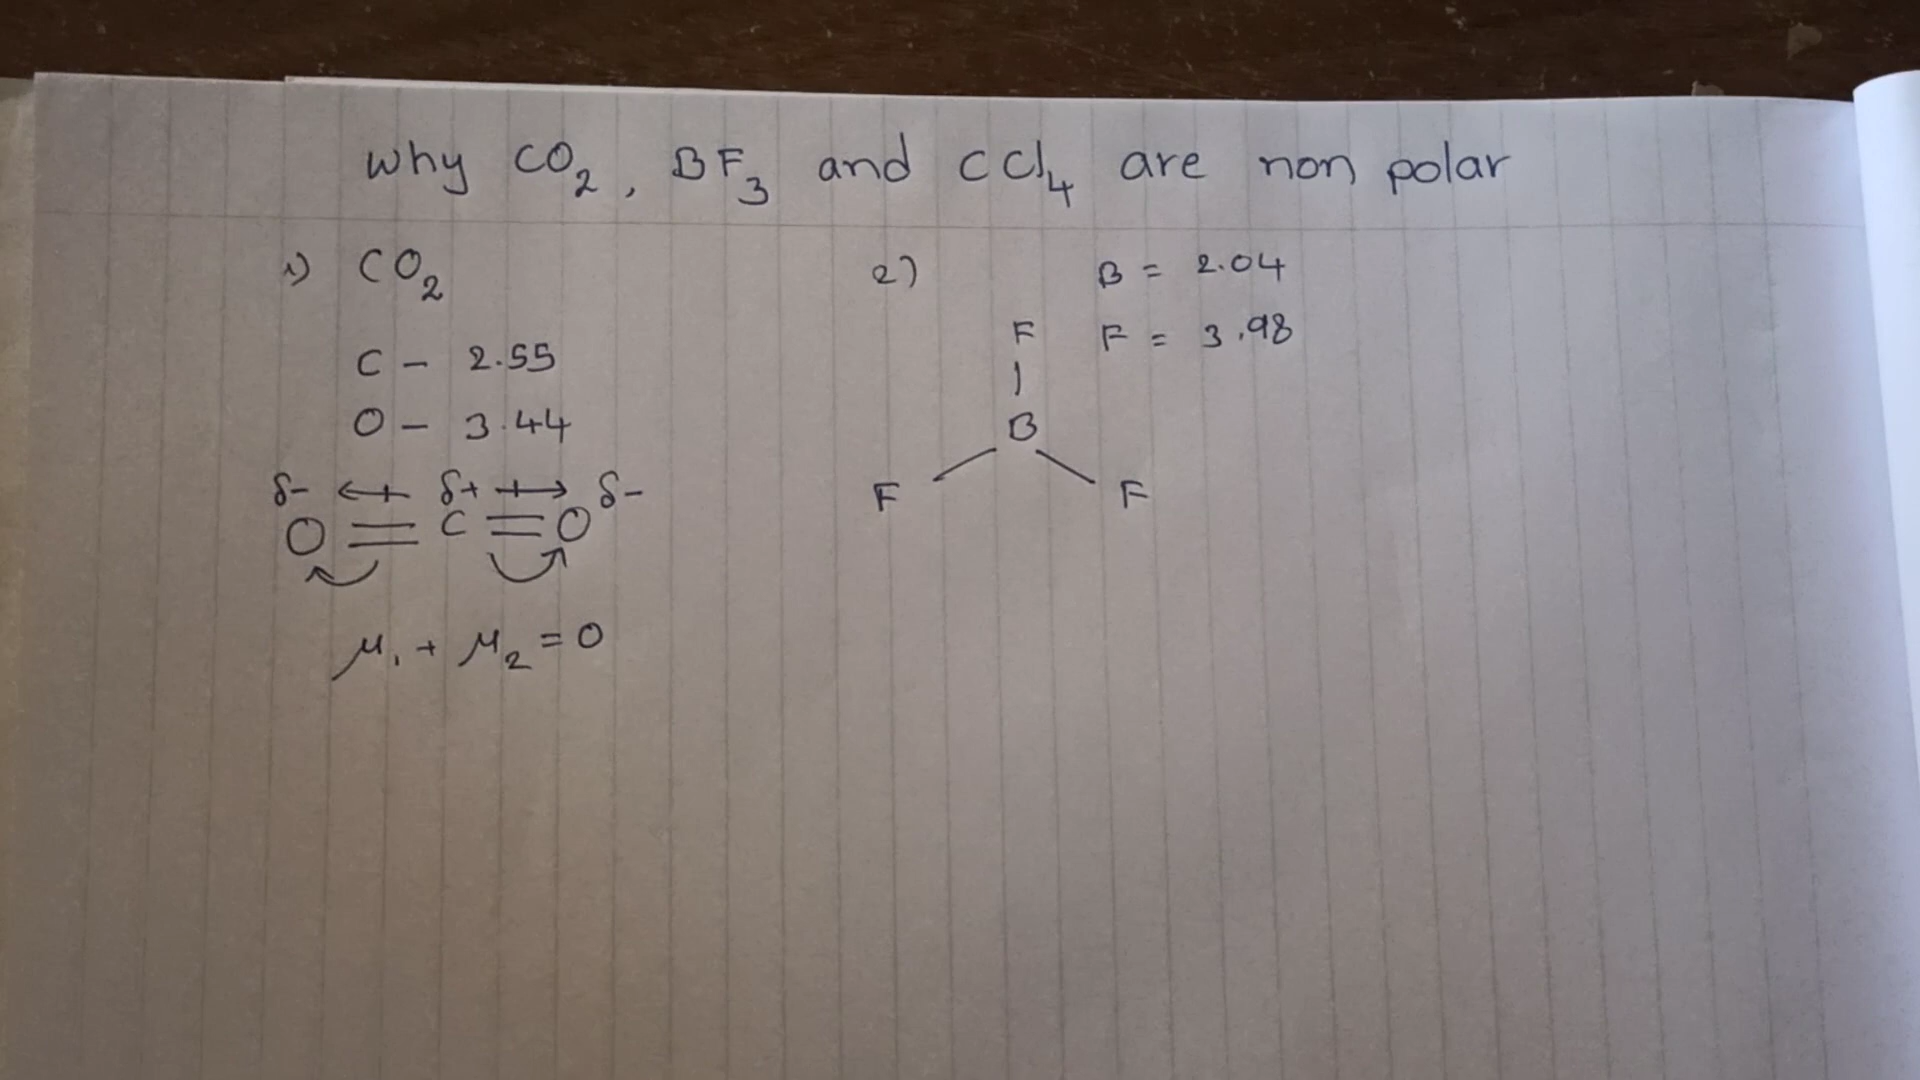 why CO₂, BF₃ and CCl₄ are non polar
1) CO₂
C - 2.55
O - 3.44
δ- δ+ δ-
O = C = O
μ₁ + μ₂ = 0
2)
B = 2.04
F = 3.98
F
B
F F